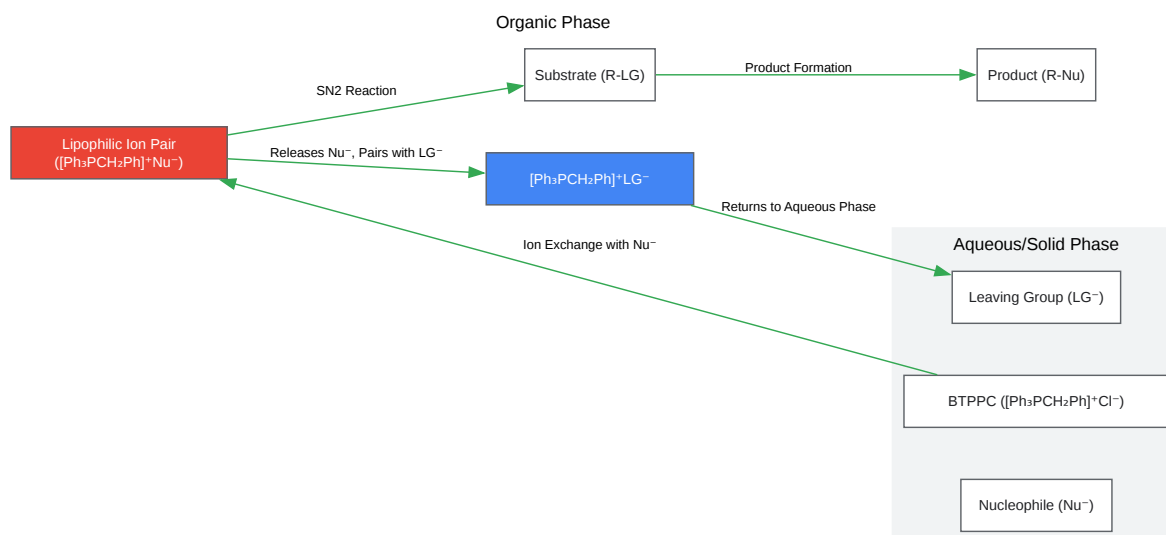 Organic Phase
Substrate (R-LG)
Product Formation
Product (R-Nu)
SN2 Reaction
Lipophilic Ion Pair
([Ph₃PCH₂Ph]⁺Nu⁻)
Releases Nu⁻, Pairs with LG⁻
[Ph₃PCH₂Ph]⁺LG⁻
Returns to Aqueous Phase
Ion Exchange with Nu⁻
Aqueous/Solid Phase
Leaving Group (LG⁻)
BTPPC ([Ph₃PCH₂Ph]⁺Cl⁻)
Nucleophile (Nu⁻)